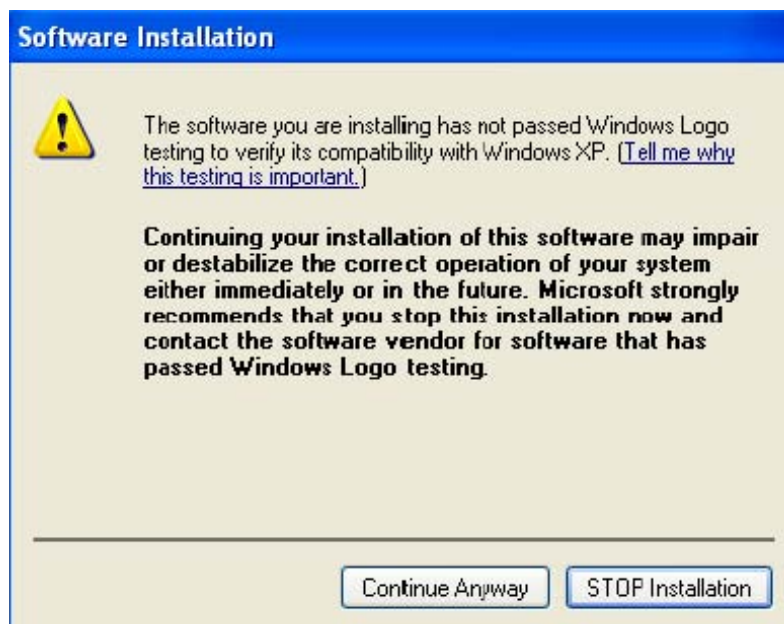 Software Installation
The software you are installing has not passed Windows Logo
testing to verify its compatibility with Windows XP. (Tell me why
this testing is important.)
Continuing your installation of this software may impair
or destabilize the correct operation of your system
either immediately or in the future. Microsoft strongly
recommends that you stop this installation now and
contact the software vendor for software that has
passed Windows Logo testing.
Continue Anyway
STOP Installation